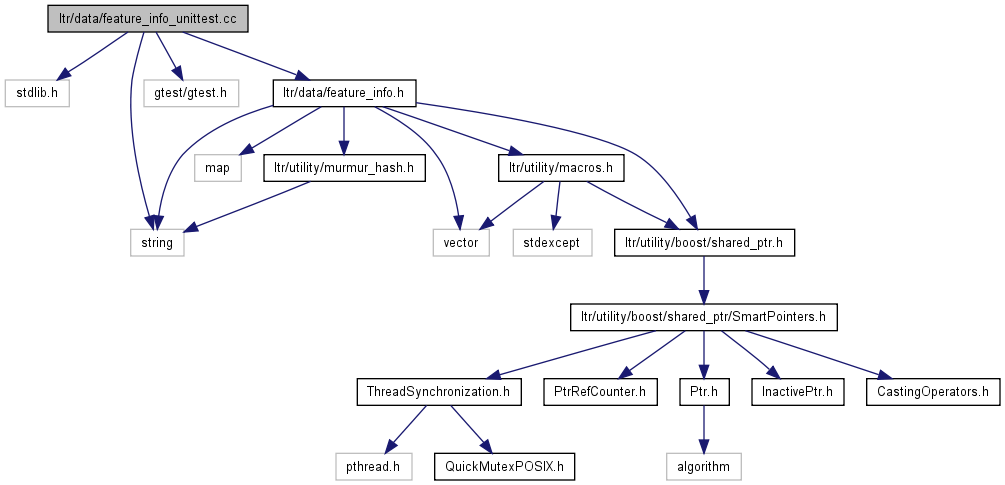 ltr/data/feature_info_unittest.cc
stdlib.h
gtest/gtest.h
ltr/data/feature_info.h
map
ltr/utility/murmur_hash.h
ltr/utility/macros.h
string
vector
stdexcept
ltr/utility/boost/shared_ptr.h
ltr/utility/boost/shared_ptr/SmartPointers.h
ThreadSynchronization.h
PtrRefCounter.h
Ptr.h
InactivePtr.h
CastingOperators.h
pthread.h
QuickMutexPOSIX.h
algorithm